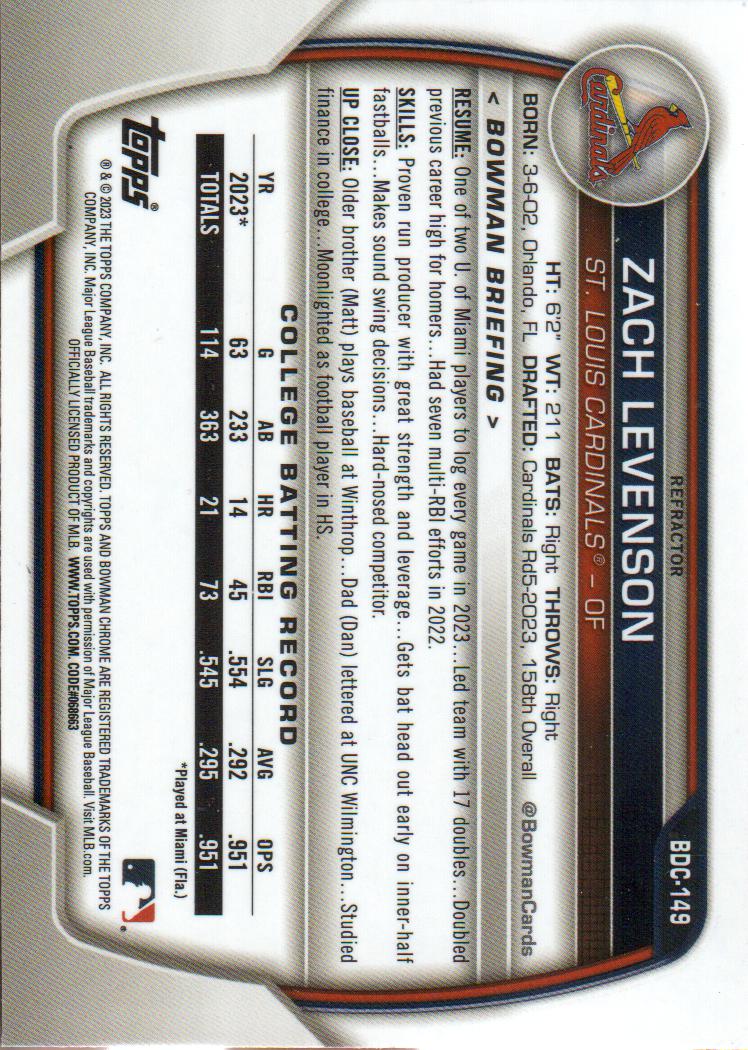 REFRACTOR
BDC-149
ZACH LEVENSON
ST. LOUIS CARDINALS® – OF
Cardinals
HT: 6'2" WT: 211 BATS: Right THROWS: Right
BORN: 3-6-02, Orlando, FL DRAFTED: Cardinals Rd5-2023, 158th Overall @BowmanCards
< BOWMAN BRIEFING >
RESUME: One of two U. of Miami players to log every game in 2023...Led team with 17 doubles...Doubled
previous career high for homers...Had seven multi-RBI efforts in 2022.
SKILLS: Proven run producer with great strength and leverage...Gets bat head out early on inner-half
fastballs...Makes sound swing decisions...Hard-nosed competitor.
UP CLOSE: Older brother (Matt) plays baseball at Winthrop...Dad (Dan) lettered at UNC Wilmington...Studied
finance in college...Moonlighted as football player in HS.
COLLEGE BATTING RECORD
YR G AB HR RBI SLG AVG OPS
2023* 63 233 14 45 .554 .292 .951
TOTALS 114 363 21 73 .545 .295 .951
*Played at Miami (Fla.)
topps®
® & © 2023 THE TOPPS COMPANY, INC. ALL RIGHTS RESERVED. TOPPS AND BOWMAN CHROME ARE REGISTERED TRADEMARKS OF THE TOPPS
COMPANY, INC. Major League Baseball trademarks and copyrights are used with permission of Major League Baseball. Visit MLB.com.
OFFICIALLY LICENSED PRODUCT OF MLB. WWW.TOPPS.COM. CODE#068663